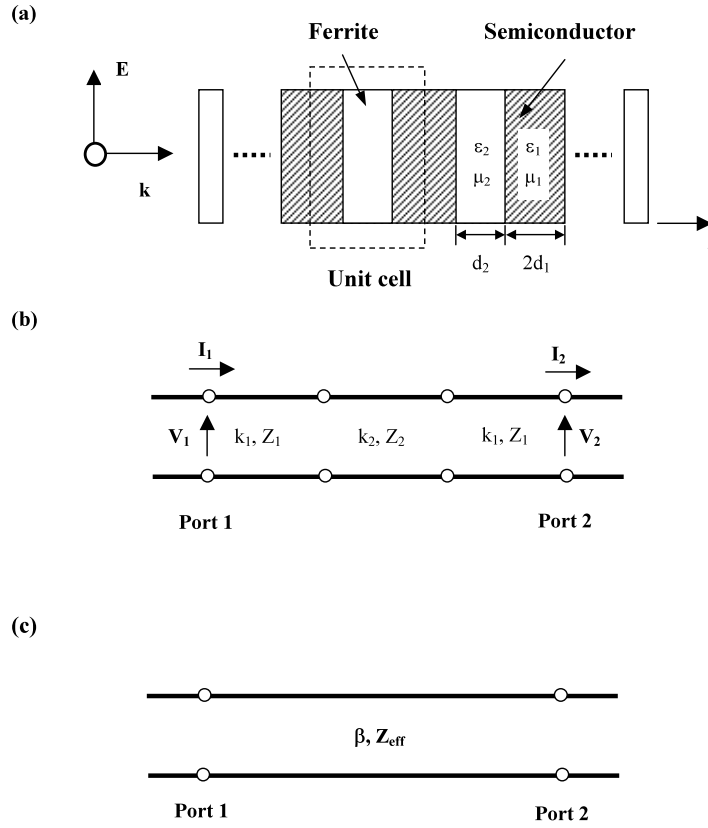 (a)
Ferrite
Semiconductor
E
k
ε2
ε1
μ2
μ1
d2
2d1
Unit cell
(b)
I1
I2
V1
k1, Z1
k2, Z2
k1, Z1
V2
Port 1
Port 2
(c)
β, Zeff
Port 1
Port 2